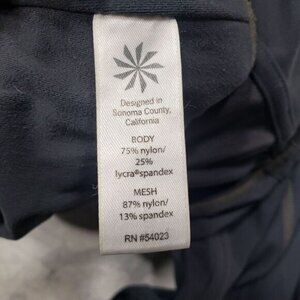 Designed in
Sonoma County,
California
BODY
75% nylon/
25%
lycra®spandex
MESH
87% nylon/
13% spandex
RN #54023